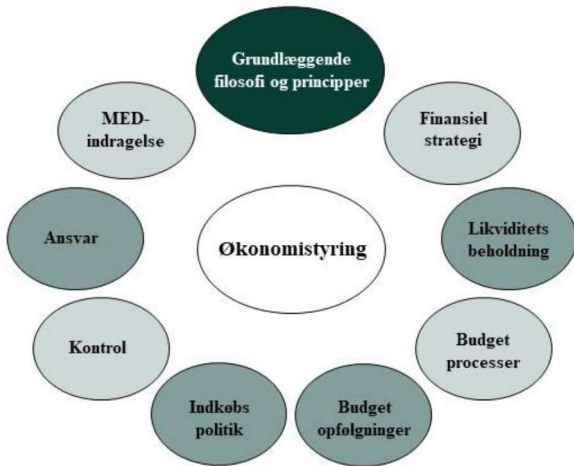 Grundlæggende
filosofi og principper
Finansiel
strategi
Likviditets
beholdning
Budget
processer
Budget
opfølgninger
Indkøbs
politik
Kontrol
Ansvar
MED-
indragelse
Økonomistyring